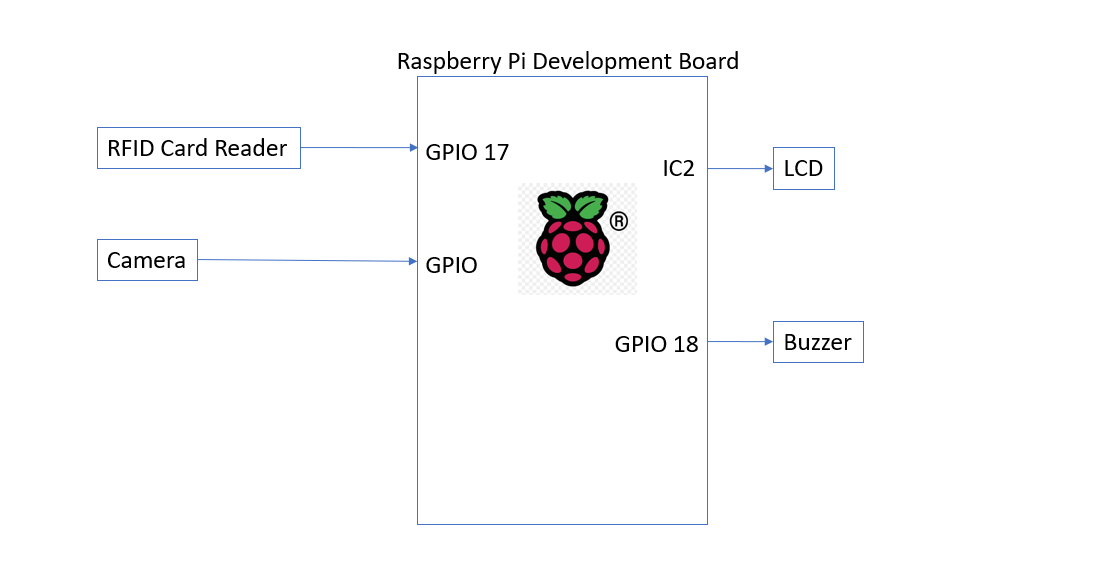 Raspberry Pi Development Board
RFID Card Reader
GPIO 17
IC2
LCD
®
Camera
GPIO
GPIO 18
Buzzer